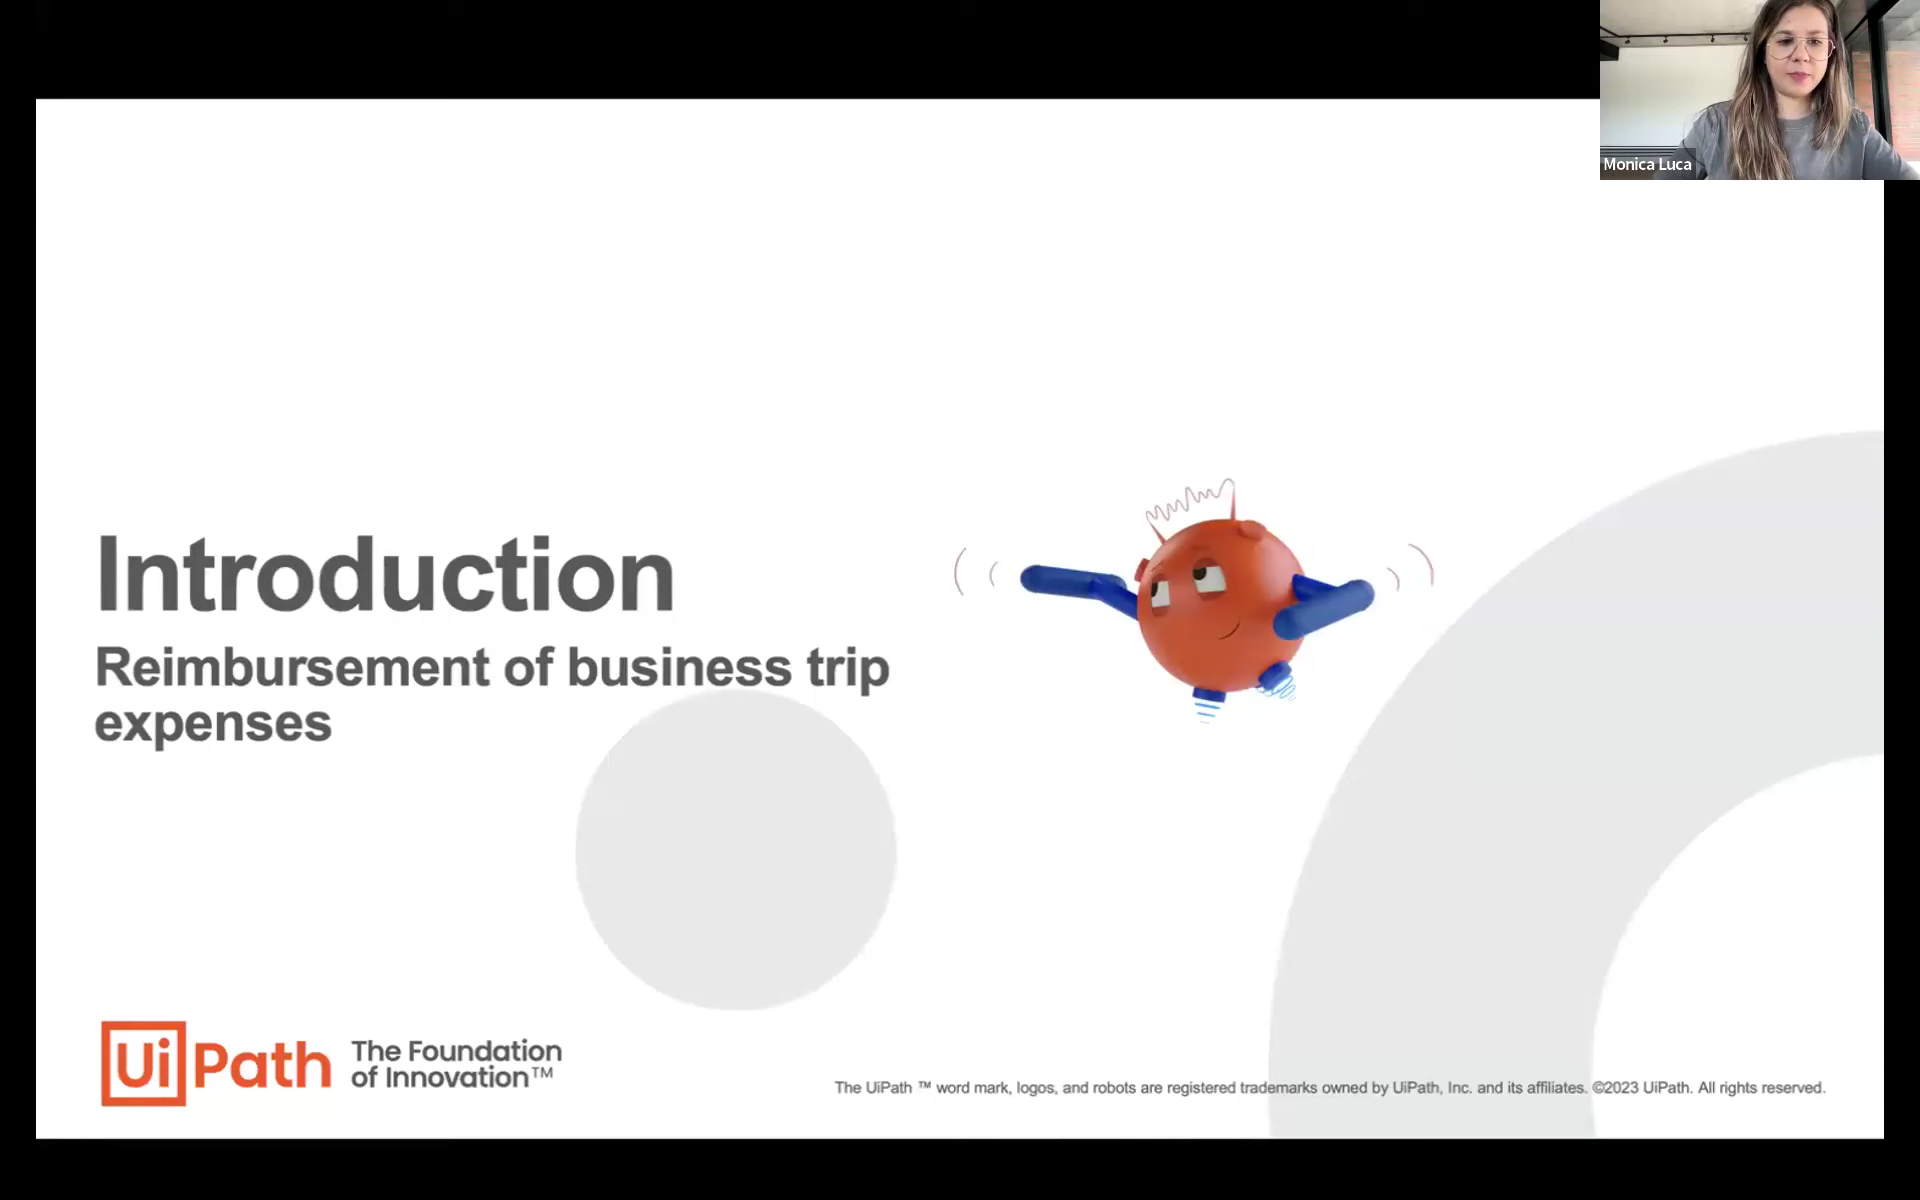 Monica Luca
Introduction
Reimbursement of business trip
expenses
UiPath
The Foundation
of Innovation™
The UiPath ™ word mark, logos, and robots are registered trademarks owned by UiPath, Inc. and its affiliates. ©2023 UiPath. All rights reserved.